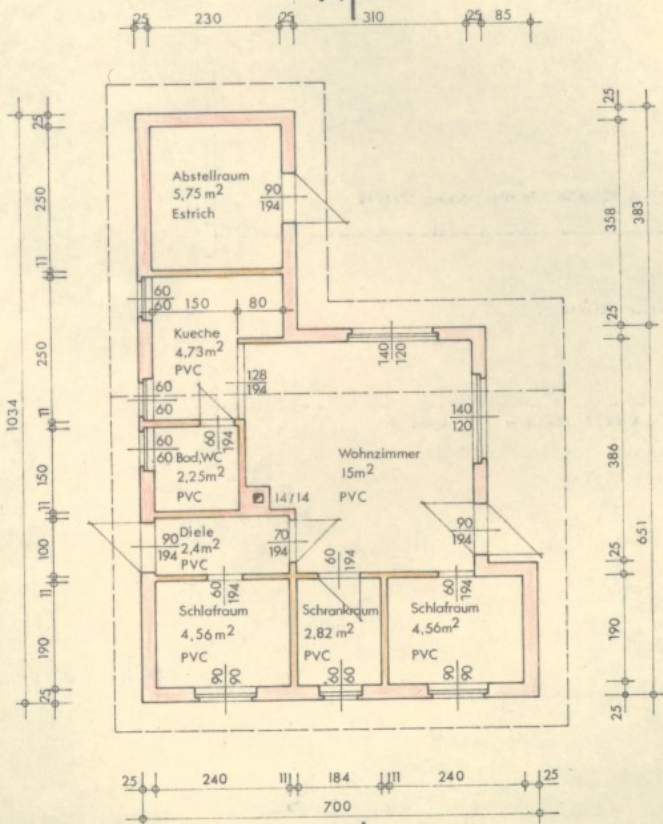 25 230 25 310 25 85
25
250
11
250
11
150
11
100
11
190
25
1034
25
358
25
386
25
190
25
383
651
Abstellraum
5,75 m²
Estrich
90
194
60
60
150 80
Kueche
4,73m²
PVC
140
120
128
194
60
60
60
194
140
120
60
60
Bad,WC
2,25m²
PVC
Wohnzimmer
15m²
PVC
14/14
90
194
Diele
2,4m²
PVC
70
194
90
194
60
194
60
194
60
194
Schlafraum
4,56m²
PVC
Schrankraum
2,82 m²
PVC
Schlafraum
4,56m²
PVC
90
90
60
60
90
90
25 240 11 184 11 240 25
700